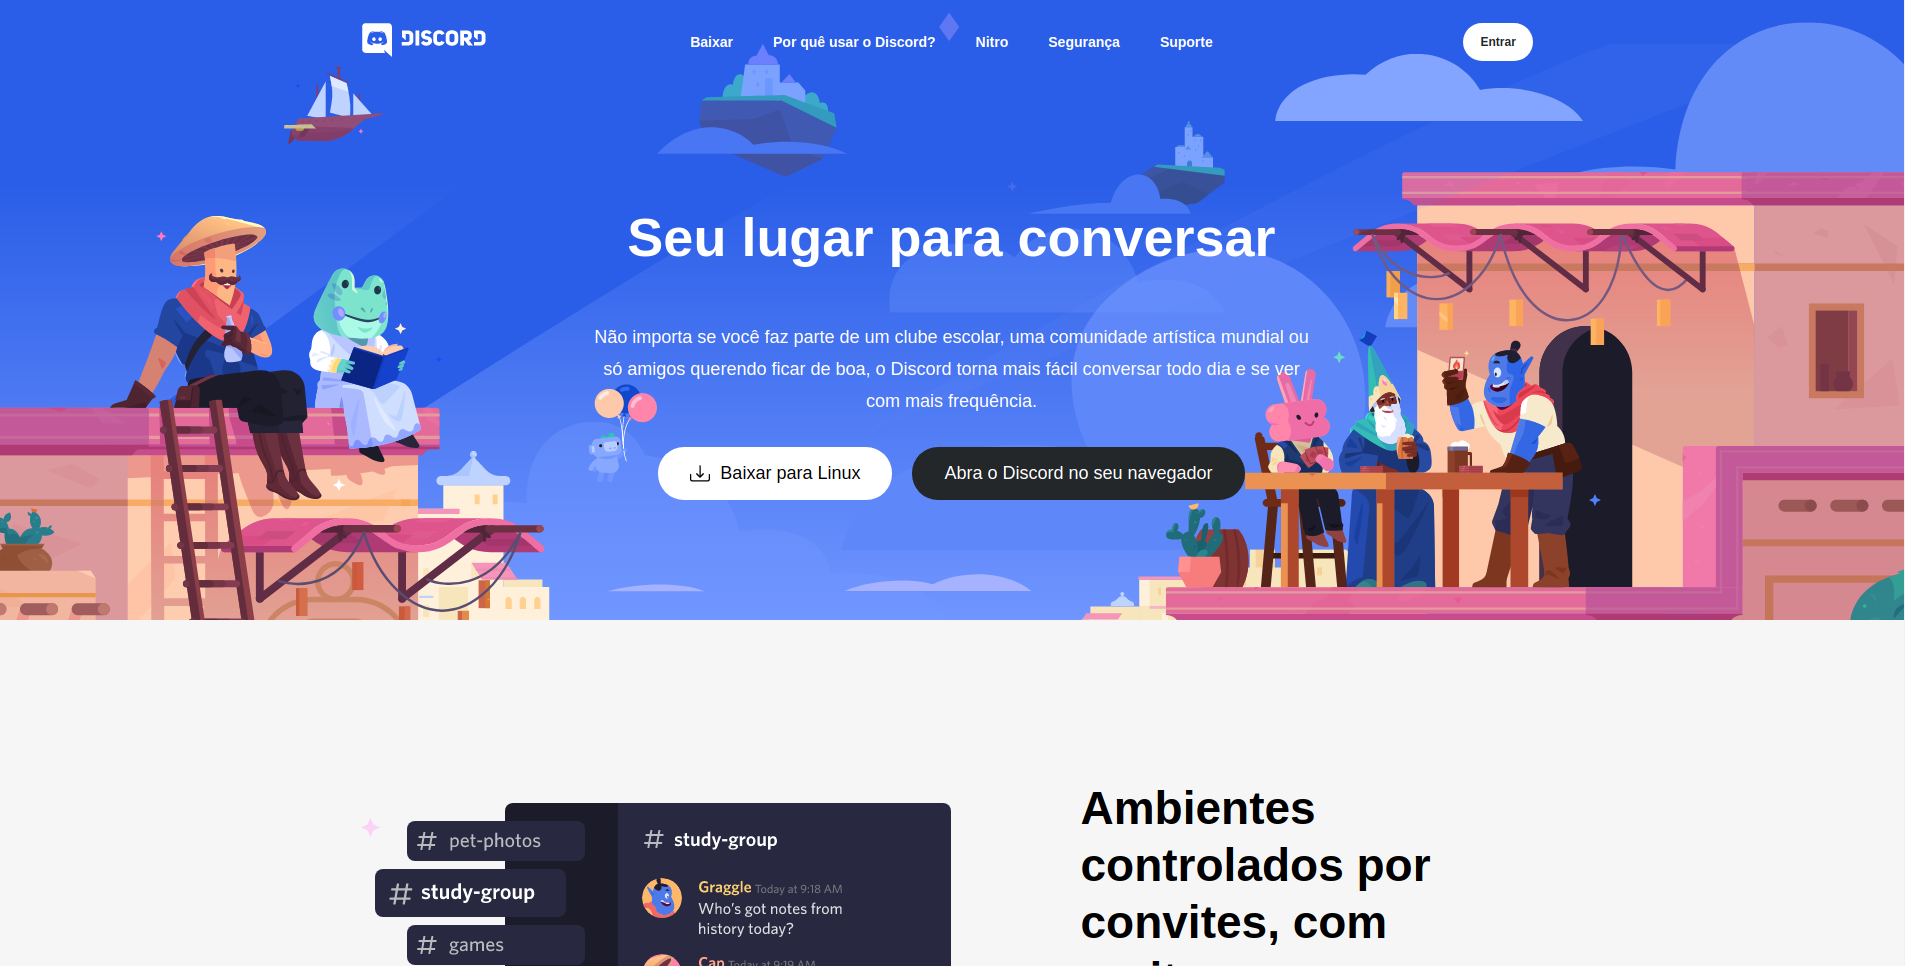 DISCORD
Baixar
Por quê usar o Discord?
Nitro
Segurança
Suporte
Entrar
Seu lugar para conversar
Não importa se você faz parte de um clube escolar, uma comunidade artística mundial ou
só amigos querendo ficar de boa, o Discord torna mais fácil conversar todo dia e se ver
com mais frequência.
Baixar para Linux
Abra o Discord no seu navegador
# pet-photos
# study-group
# games
# study-group
Graggle Today at 9:18 AM
Who's got notes from
history today?
Cap Today at 9:19 AM
Ambientes
controlados por
convites, com